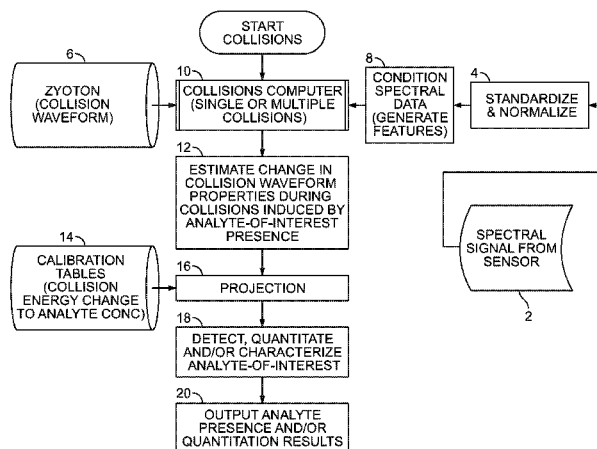 START
COLLISIONS
6
ZYOTON
(COLLISION
WAVEFORM)
10
COLLISIONS COMPUTER
(SINGLE OR MULTIPLE
COLLISIONS)
8
CONDITION
SPECTRAL
DATA
(GENERATE
FEATURES)
4
STANDARDIZE
& NORMALIZE
12
ESTIMATE CHANGE IN
COLLISION WAVEFORM
PROPERTIES DURING
COLLISIONS INDUCED BY
ANALYTE-OF-INTEREST
PRESENCE
SPECTRAL
SIGNAL FROM
SENSOR
2
14
CALIBRATION
TABLES
(COLLISION
ENERGY CHANGE
TO ANALYTE CONC)
16
PROJECTION
18
DETECT, QUANTITATE
AND/OR CHARACTERIZE
ANALYTE-OF-INTEREST
20
OUTPUT ANALYTE
PRESENCE AND/OR
QUANTITATION RESULTS